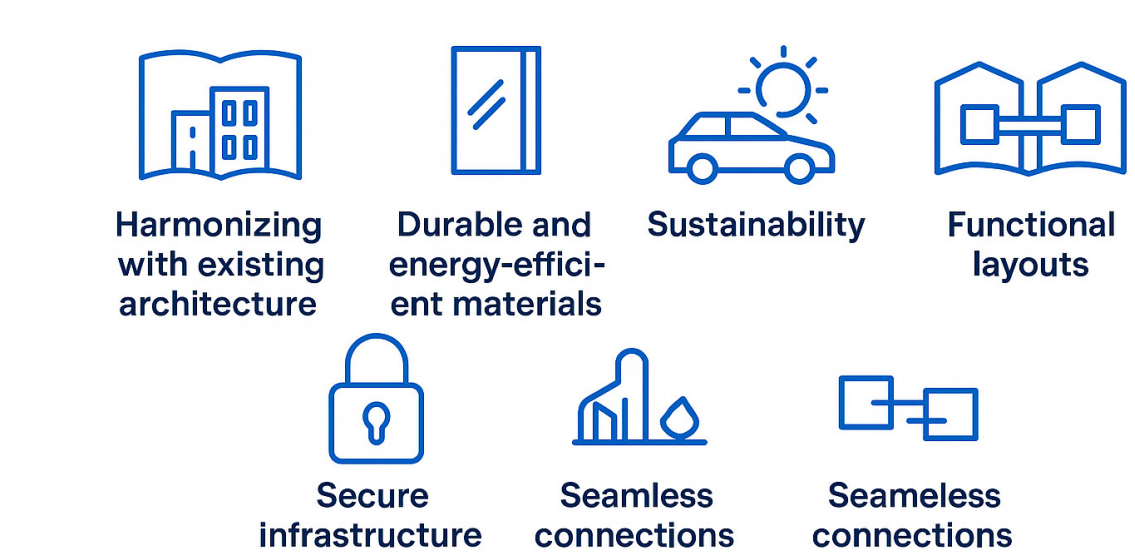 Harmonizing
with existing
architecture
Durable and
energy-effici-
ent materials
Sustainability
Functional
layouts
Secure
infrastructure
Seamless
connections
Seameless
connections